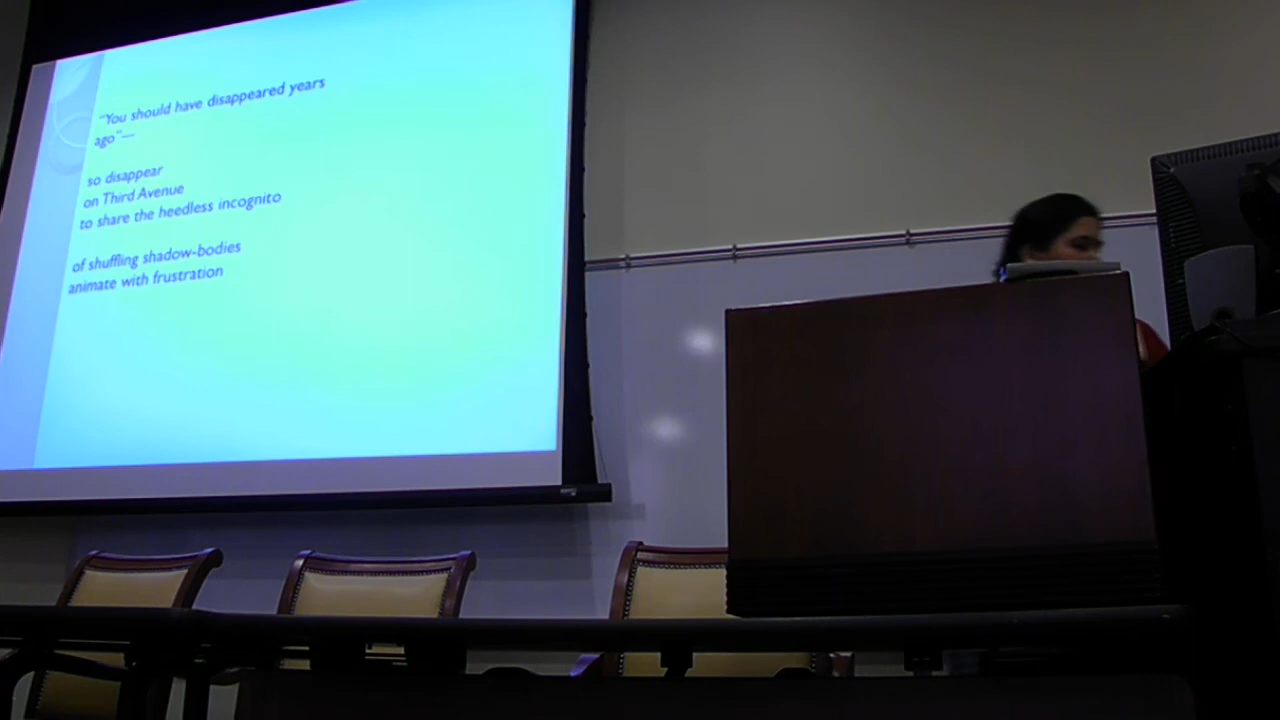 “You should have disappeared years
ago”—
so disappear
on Third Avenue
to share the heedless incognito
of shuffling shadow-bodies
animate with frustration